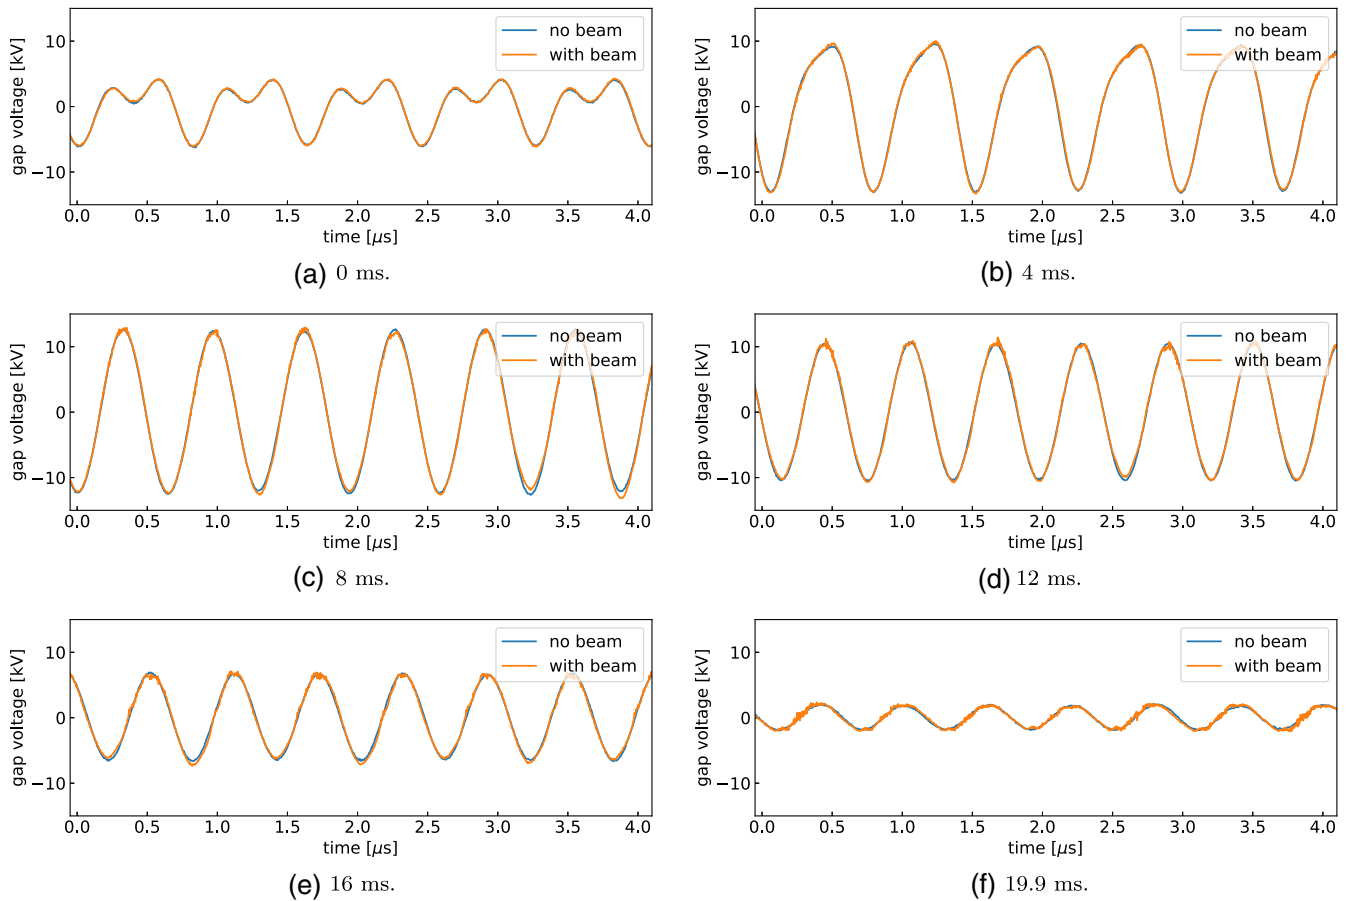 no beam
with beam
gap voltage [kV]
10
0
−10
0.0 0.5 1.0 1.5 2.0 2.5 3.0 3.5 4.0
time [μs]
(a) 0 ms.
no beam
with beam
gap voltage [kV]
10
0
−10
0.0 0.5 1.0 1.5 2.0 2.5 3.0 3.5 4.0
time [μs]
(b) 4 ms.
no beam
with beam
gap voltage [kV]
10
0
−10
0.0 0.5 1.0 1.5 2.0 2.5 3.0 3.5 4.0
time [μs]
(c) 8 ms.
no beam
with beam
gap voltage [kV]
10
0
−10
0.0 0.5 1.0 1.5 2.0 2.5 3.0 3.5 4.0
time [μs]
(d) 12 ms.
no beam
with beam
gap voltage [kV]
10
0
−10
0.0 0.5 1.0 1.5 2.0 2.5 3.0 3.5 4.0
time [μs]
(e) 16 ms.
no beam
with beam
gap voltage [kV]
10
0
−10
0.0 0.5 1.0 1.5 2.0 2.5 3.0 3.5 4.0
time [μs]
(f) 19.9 ms.